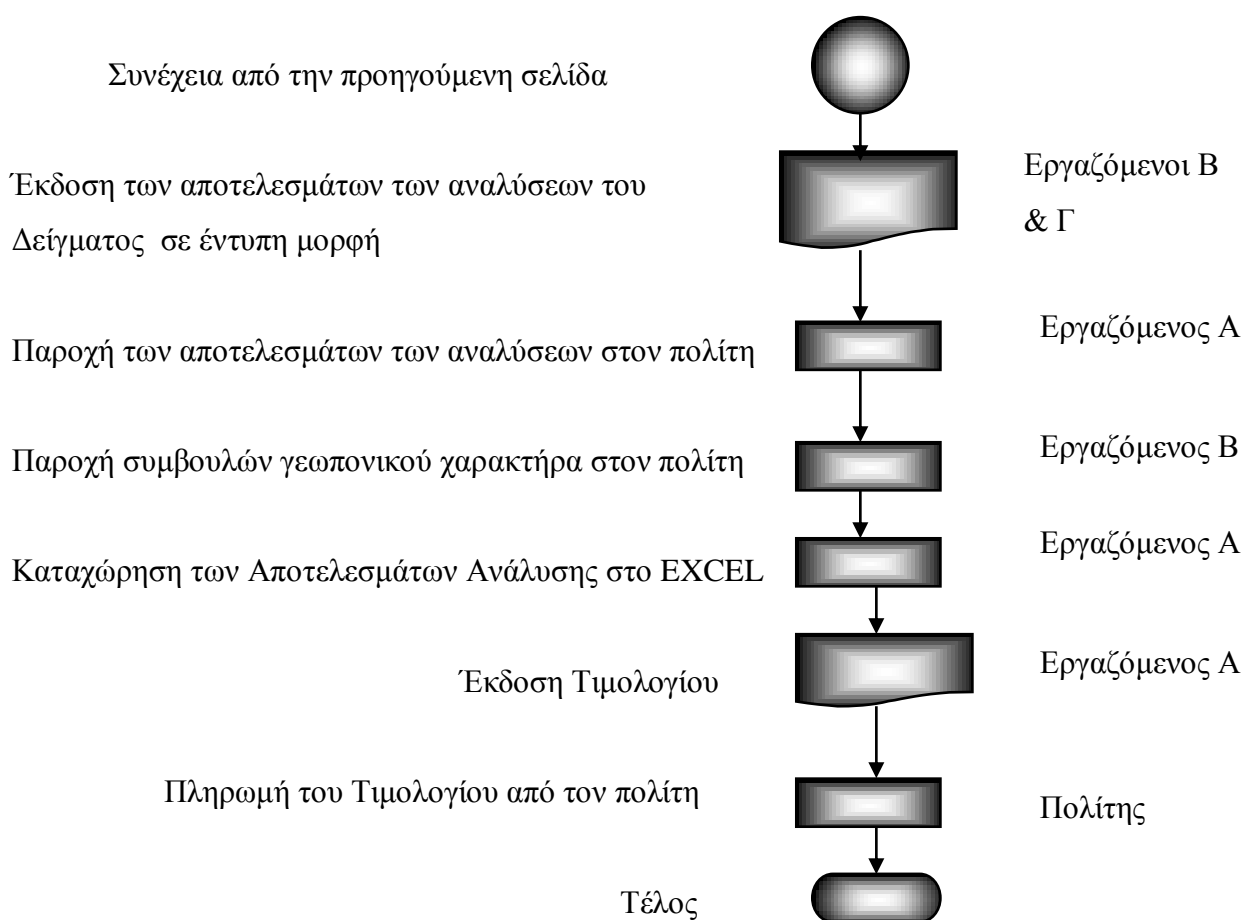 Συνέχεια από την προηγούμενη σελίδα
Έκδοση των αποτελεσμάτων των αναλύσεων του
Δείγματος σε έντυπη μορφή
Εργαζόμενοι Β
& Γ
Παροχή των αποτελεσμάτων των αναλύσεων στον πολίτη
Εργαζόμενος Α
Παροχή συμβουλών γεωπονικού χαρακτήρα στον πολίτη
Εργαζόμενος Β
Καταχώρηση των Αποτελεσμάτων Ανάλυσης στο EXCEL
Εργαζόμενος Α
Έκδοση Τιμολογίου
Εργαζόμενος Α
Πληρωμή του Τιμολογίου από τον πολίτη
Πολίτης
Τέλος